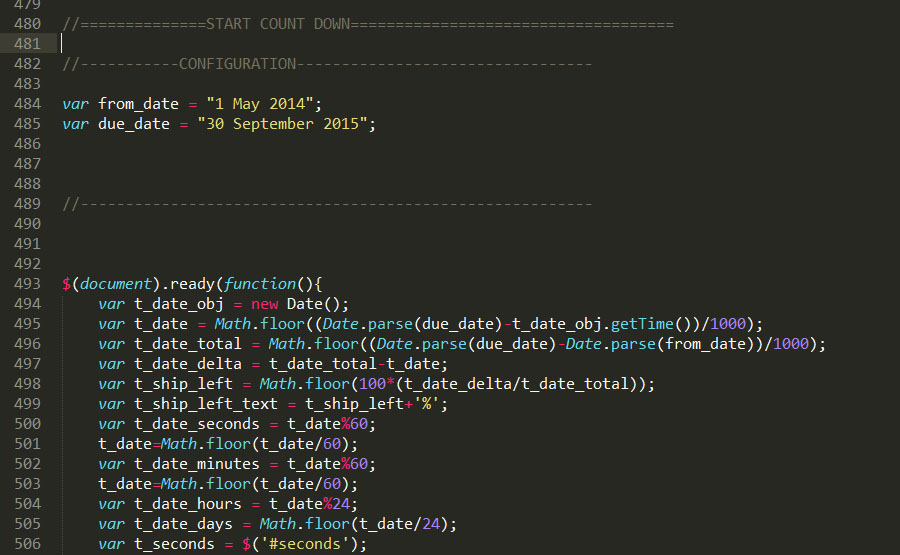 479
480 //==============START COUNT DOWN====================================
481
482 //-----------CONFIGURATION---------------------------------
483
484 var from_date = "1 May 2014";
485 var due_date = "30 September 2015";
486
487
488
489 //---------------------------------------------------------
490
491
492
493 $(document).ready(function(){
494 var t_date_obj = new Date();
495 var t_date = Math.floor((Date.parse(due_date)-t_date_obj.getTime())/1000);
496 var t_date_total = Math.floor((Date.parse(due_date)-Date.parse(from_date))/1000);
497 var t_date_delta = t_date_total-t_date;
498 var t_ship_left = Math.floor(100*(t_date_delta/t_date_total));
499 var t_ship_left_text = t_ship_left+'%';
500 var t_date_seconds = t_date%60;
501 t_date=Math.floor(t_date/60);
502 var t_date_minutes = t_date%60;
503 t_date=Math.floor(t_date/60);
504 var t_date_hours = t_date%24;
505 var t_date_days = Math.floor(t_date/24);
506 var t_seconds = $('#seconds');